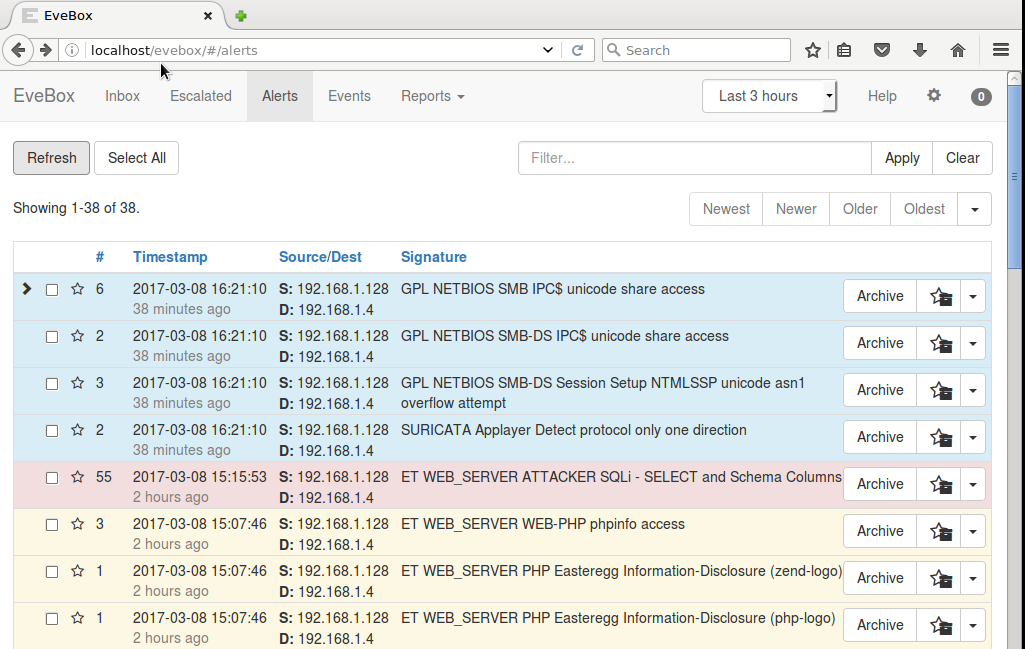 EveBox
localhost/evebox/#/alerts
Search
EveBox Inbox Escalated Alerts Events Reports Last 3 hours Help 0
Refresh Select All Filter... Apply Clear
Showing 1-38 of 38. Newest Newer Older Oldest
# Timestamp Source/Dest Signature
6 2017-03-08 16:21:10 S: 192.168.1.128 GPL NETBIOS SMB IPC$ unicode share access Archive
38 minutes ago D: 192.168.1.4
2 2017-03-08 16:21:10 S: 192.168.1.128 GPL NETBIOS SMB-DS IPC$ unicode share access Archive
38 minutes ago D: 192.168.1.4
3 2017-03-08 16:21:10 S: 192.168.1.128 GPL NETBIOS SMB-DS Session Setup NTMLSSP unicode asn1 Archive
38 minutes ago D: 192.168.1.4 overflow attempt
2 2017-03-08 16:21:10 S: 192.168.1.128 SURICATA Applayer Detect protocol only one direction Archive
38 minutes ago D: 192.168.1.4
55 2017-03-08 15:15:53 S: 192.168.1.128 ET WEB_SERVER ATTACKER SQLi - SELECT and Schema Columns Archive
2 hours ago D: 192.168.1.4
3 2017-03-08 15:07:46 S: 192.168.1.128 ET WEB_SERVER WEB-PHP phpinfo access Archive
2 hours ago D: 192.168.1.4
1 2017-03-08 15:07:46 S: 192.168.1.128 ET WEB_SERVER PHP Easteregg Information-Disclosure (zend-logo) Archive
2 hours ago D: 192.168.1.4
1 2017-03-08 15:07:46 S: 192.168.1.128 ET WEB_SERVER PHP Easteregg Information-Disclosure (php-logo) Archive
2 hours ago D: 192.168.1.4